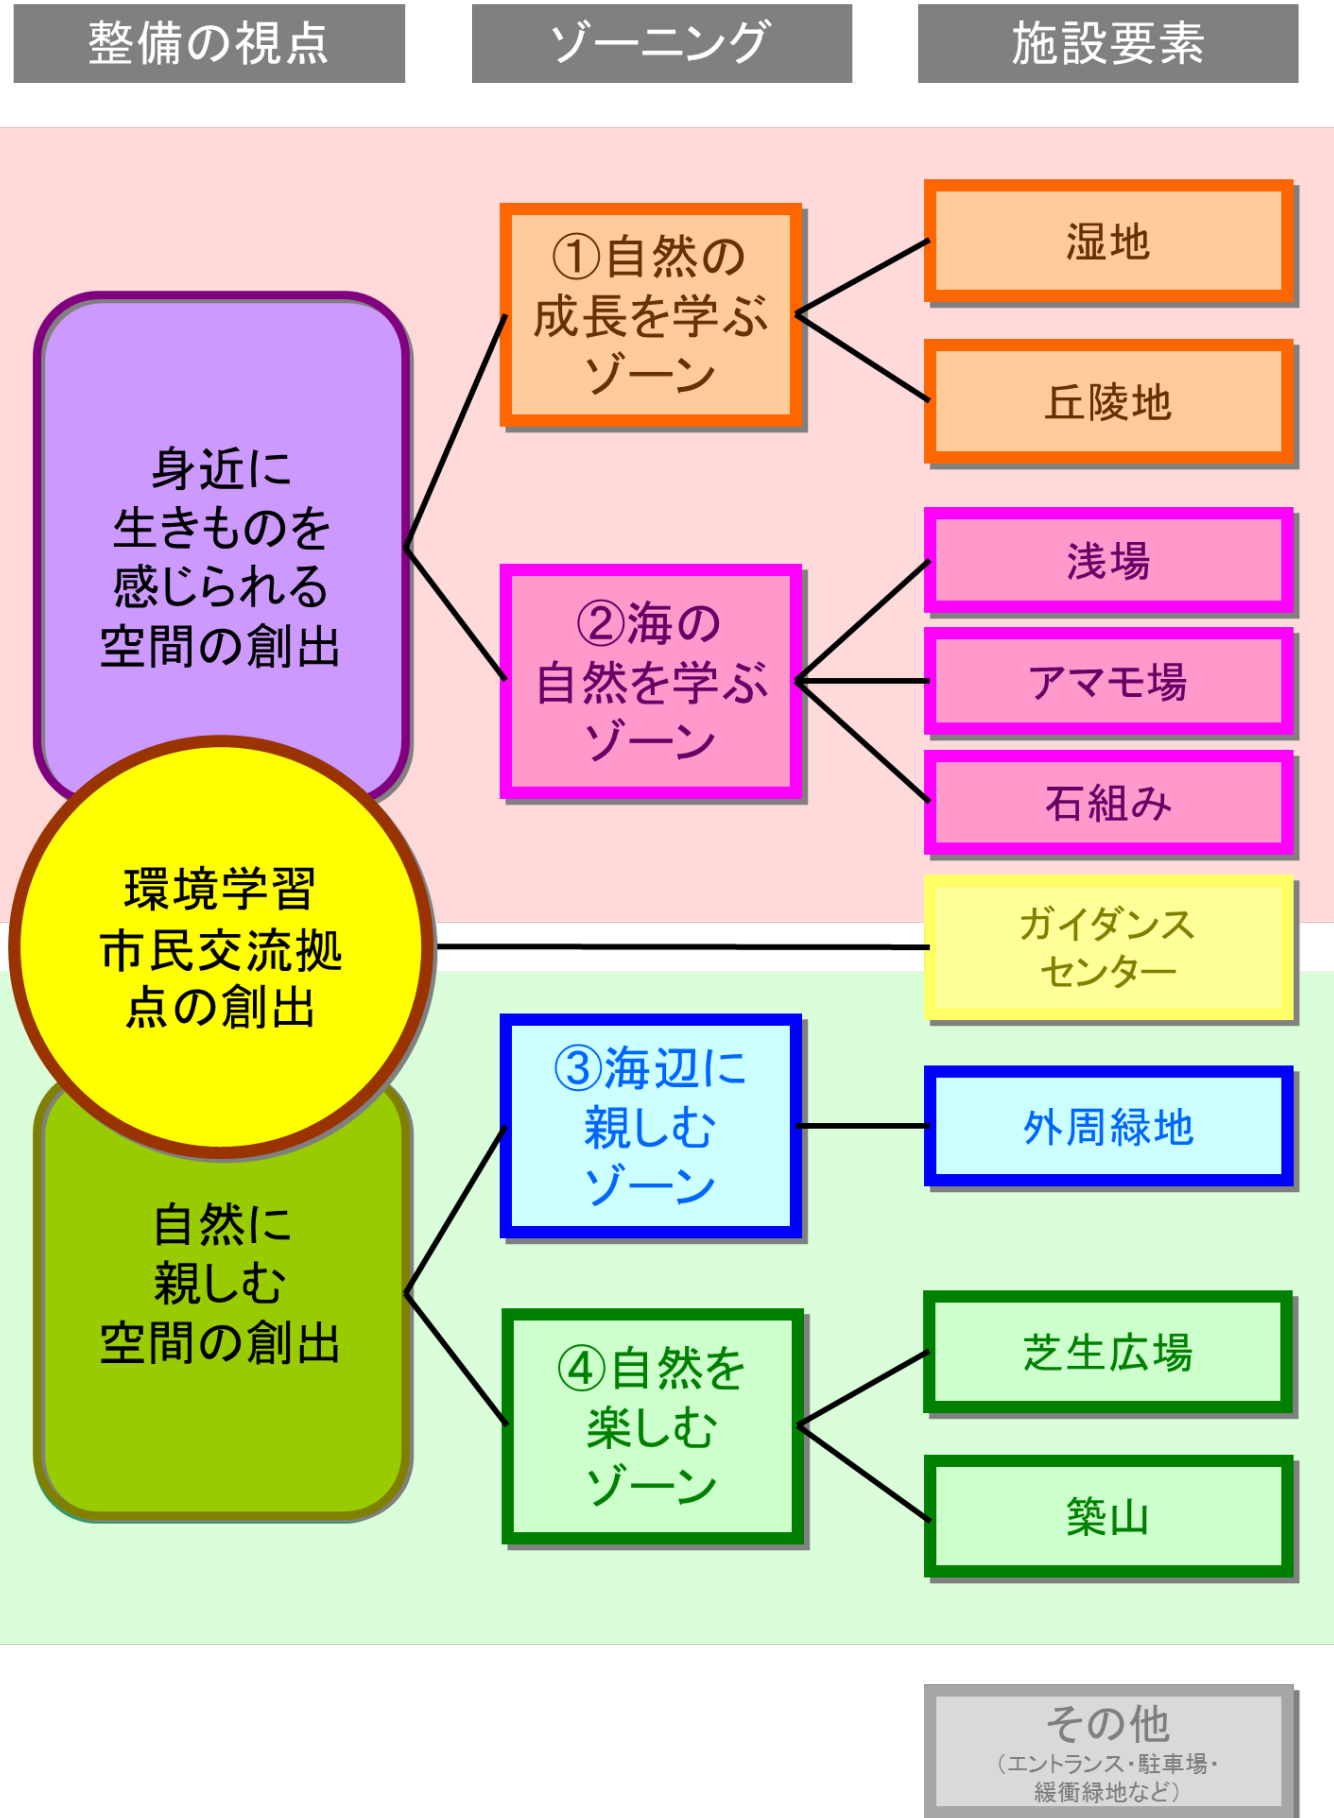 整備の視点
ゾーニング
施設要素
身近に
生きものを
感じられる
空間の創出
環境学習
市民交流拠
点の創出
自然に
親しむ
空間の創出
①自然の
成長を学ぶ
ゾーン
②海の
自然を学ぶ
ゾーン
③海辺に
親しむ
ゾーン
④自然を
楽しむ
ゾーン
湿地
丘陵地
浅場
アマモ場
石組み
ガイダンス
センター
外周緑地
芝生広場
築山
その他
（エントランス・駐車場・
緩衝緑地など）